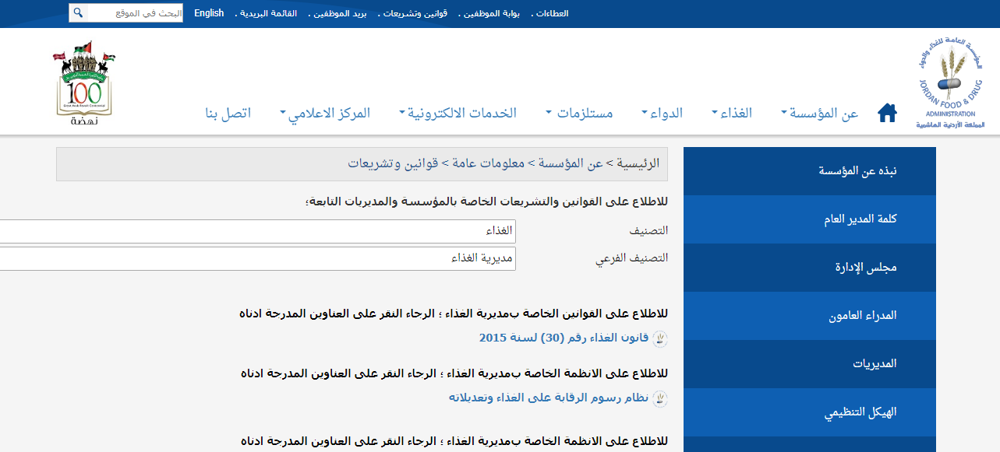 العطاءات . بوابة الموظفين . قوانين وتشريعات . بريد الموظفين . القائمة البريدية . English البحث في الموقع
المؤسسة العامة للغذاء والدواء
JORDAN FOOD & DRUG
ADMINISTRATION
المملكة الأردنية الهاشمية
100
Great Arab Revolt Centennial
نهضة
عن المؤسسة الغذاء الدواء مستلزمات الخدمات الالكترونية المركز الاعلامي اتصل بنا
نبذه عن المؤسسة
كلمة المدير العام
مجلس الإدارة
المدراء العامون
المديريات
الهيكل التنظيمي
الرئيسية > عن المؤسسة > معلومات عامة > قوانين وتشريعات
للاطلاع على القوانين والتشريعات الخاصة بالمؤسسة والمديريات التابعة؛
التصنيف الغذاء
التصنيف الفرعي مديرية الغذاء
للاطلاع على القوانين الخاصة بمديرية الغذاء ؛ الرجاء النقر على العناوين المدرجة ادناه
قانون الغذاء رقم (30) لسنة 2015
للاطلاع على الانظمة الخاصة بمديرية الغذاء ؛ الرجاء النقر على العناوين المدرجة ادناه
نظام رسوم الرقابة على الغذاء وتعديلاته
للاطلاع على الانظمة الخاصة بمديرية الغذاء ؛ الرجاء النقر على العناوين المدرجة ادناه